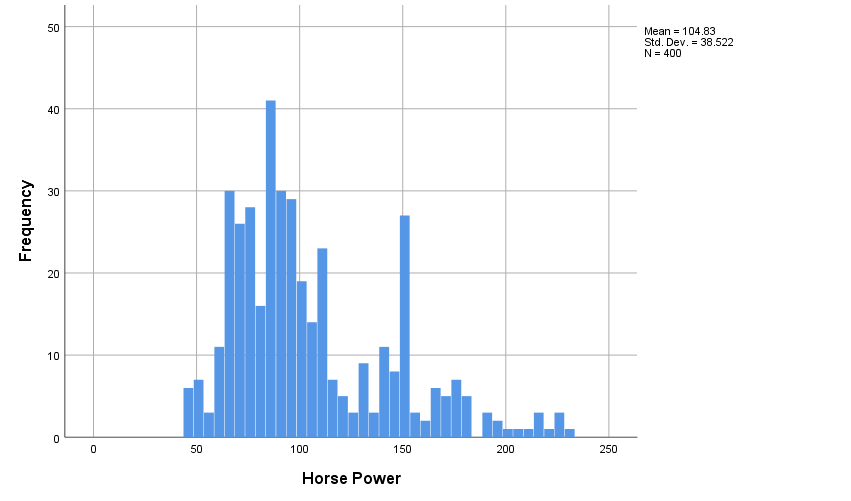 50
Mean = 104.83
Std. Dev. = 38.522
N = 400
40
30
20
10
0
Frequency
0 50 100 150 200 250
Horse Power